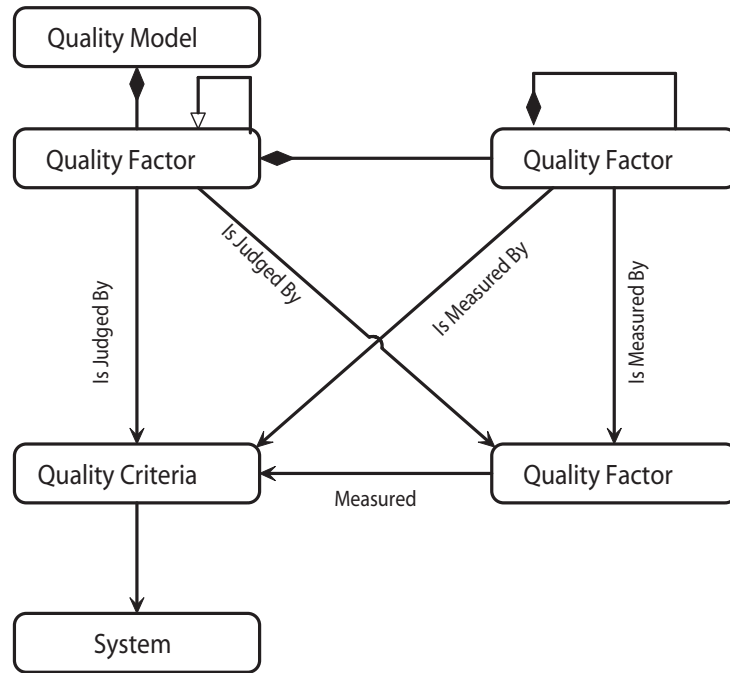 Quality Model
Quality Factor
Quality Factor
Is Judged By
Is Judged By
Is Measured By
Is Measured By
Quality Criteria
Measured
Quality Factor
System